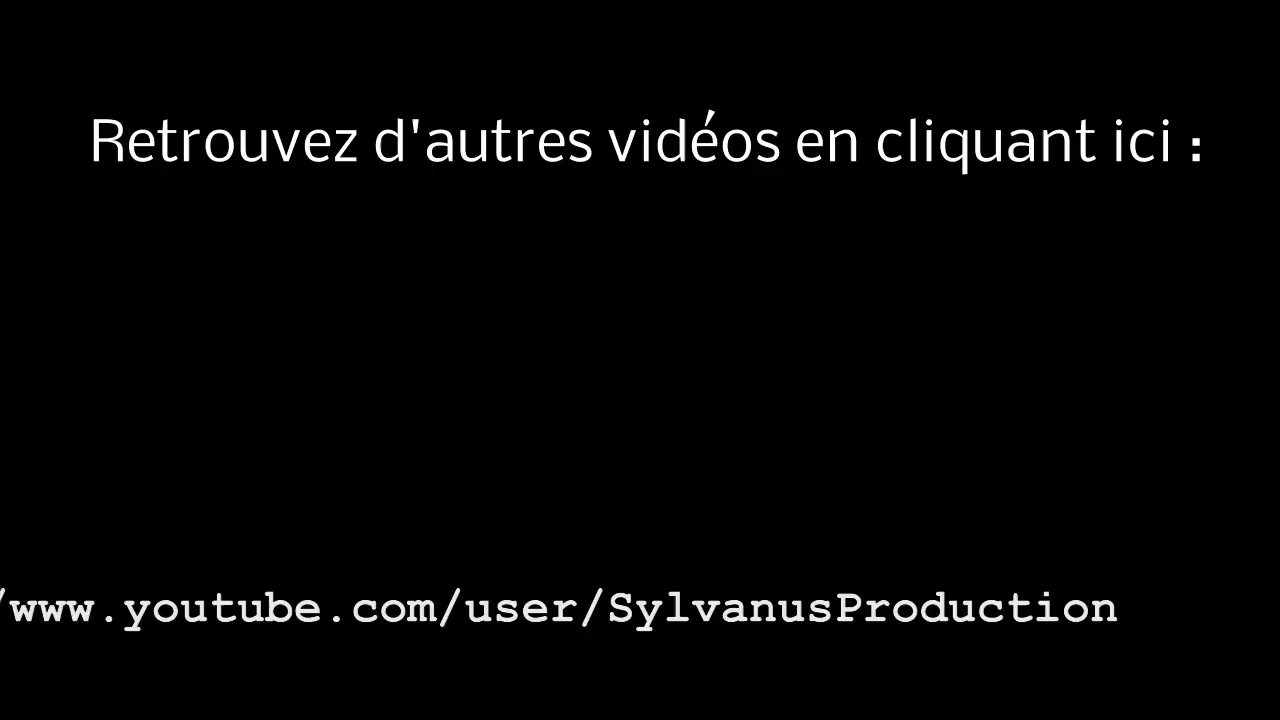 Retrouvez d'autres vidéos en cliquant ici :
/www.youtube.com/user/SylvanusProduction